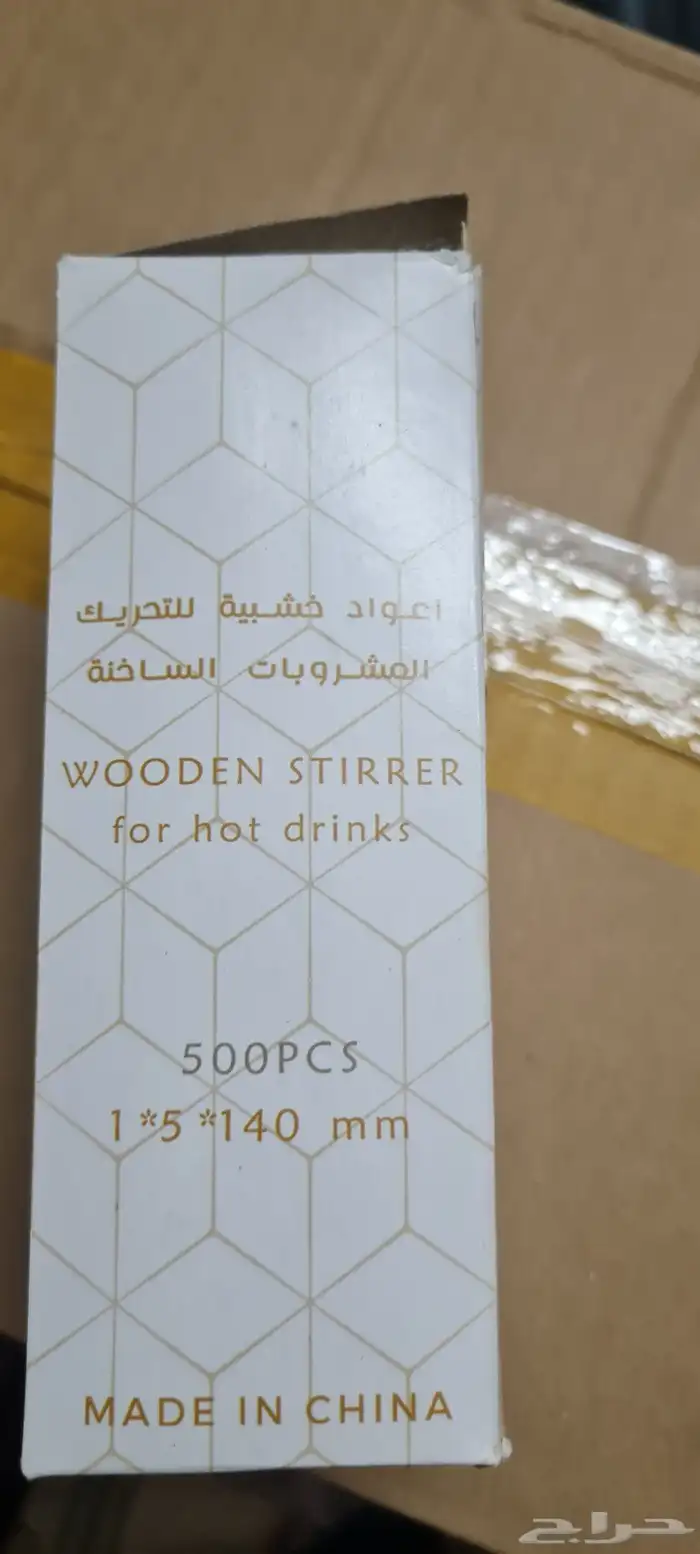 اعواد خشبية للتحريك
المشروبات الساخنة
WOODEN STIRRER
for hot drinks
500PCS
1*5*140 mm
MADE IN CHINA
حراج